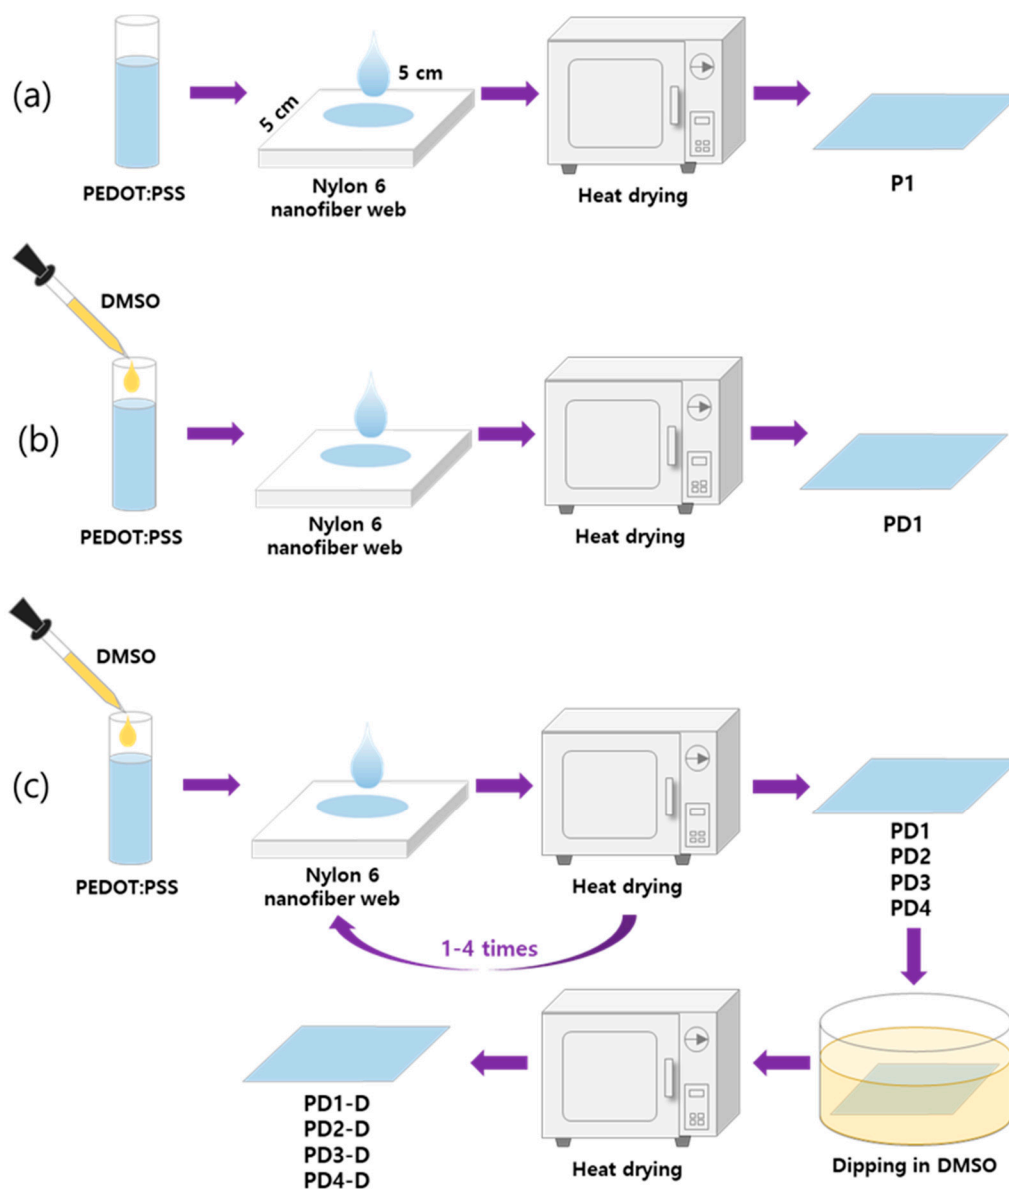 (a)
5 cm
5 cm
PEDOT:PSS
Nylon 6
nanofiber web
Heat drying
P1
DMSO
(b)
PEDOT:PSS
Nylon 6
nanofiber web
Heat drying
PD1
DMSO
(c)
PEDOT:PSS
Nylon 6
nanofiber web
Heat drying
PD1
PD2
PD3
PD4
1-4 times
PD1-D
PD2-D
PD3-D
PD4-D
Heat drying
Dipping in DMSO